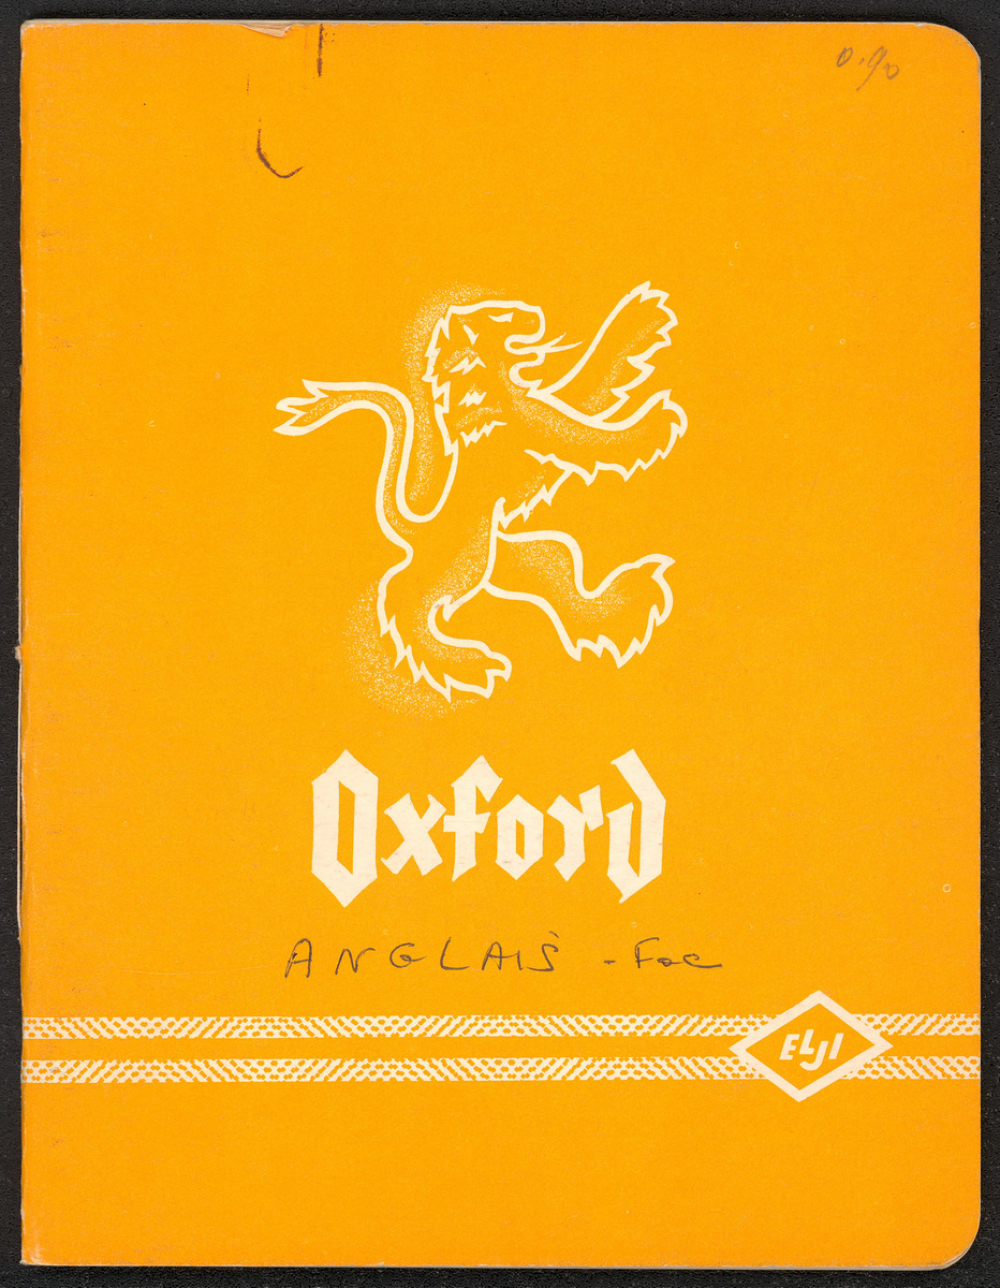 0.90
Oxford
ANGLAIS - Fac
ELJI